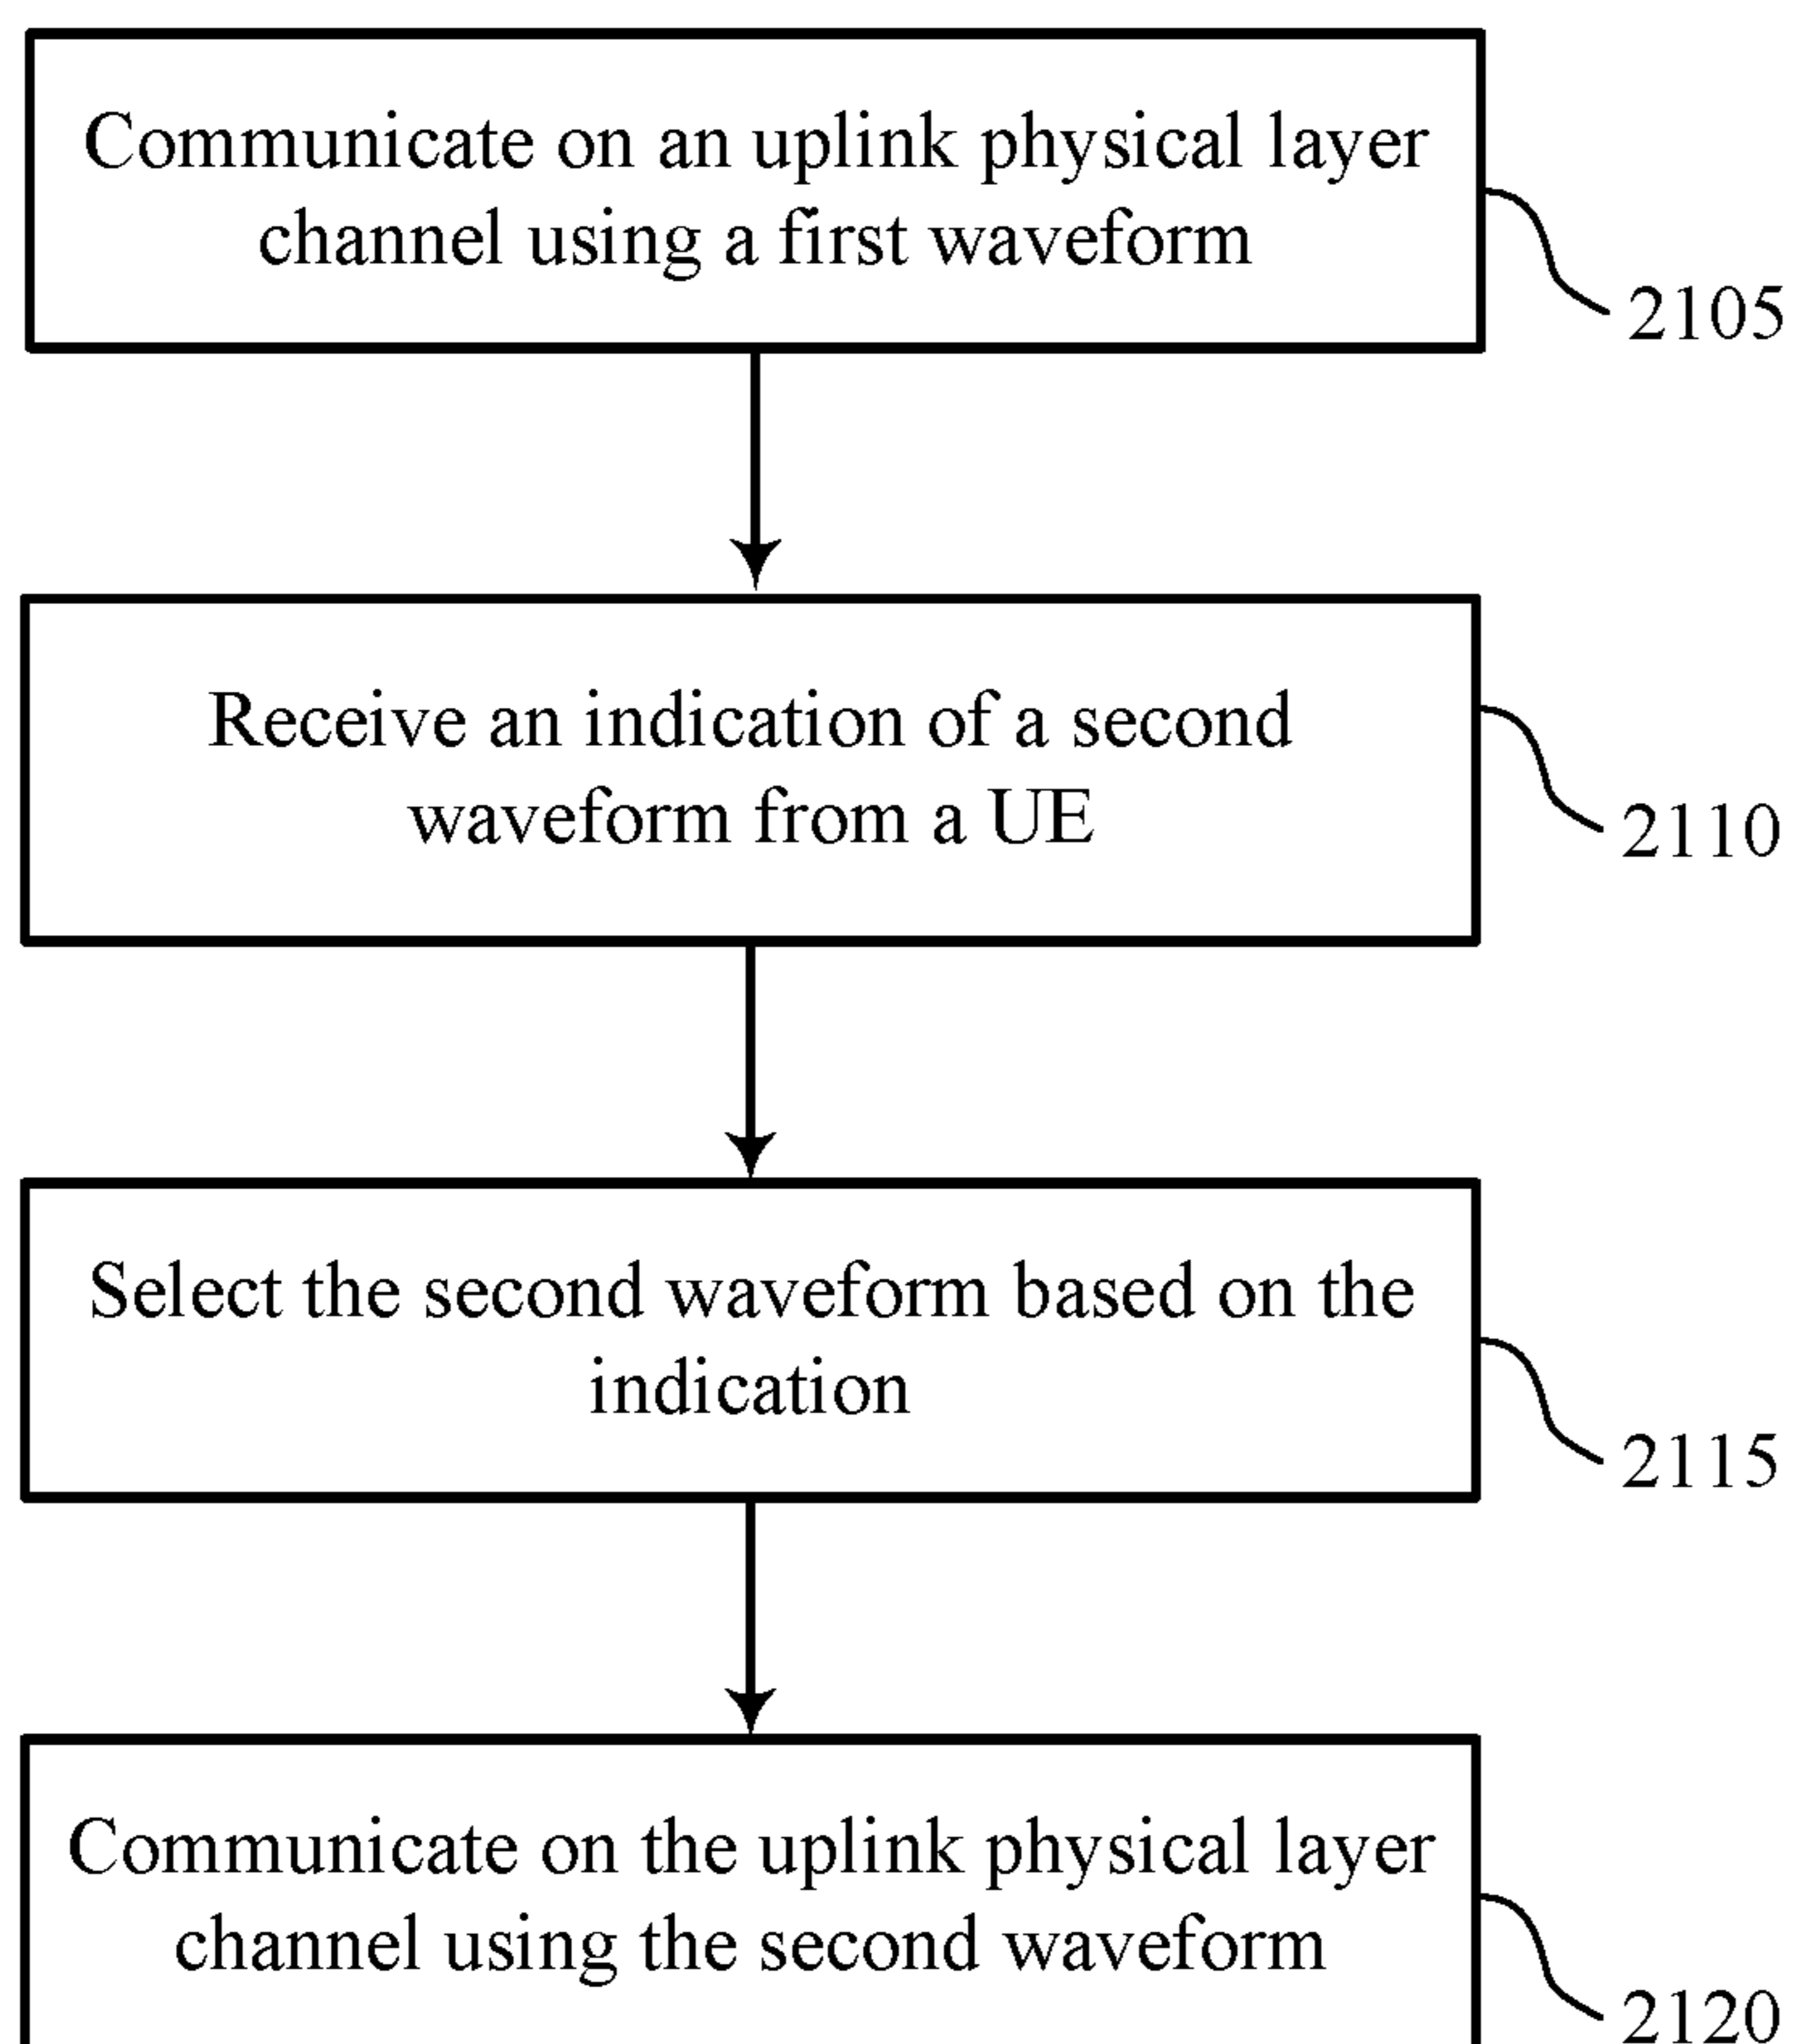 Communicate on an uplink physical layer
channel using a first waveform
2105
Receive an indication of a second
waveform from a UE
2110
Select the second waveform based on the
indication
2115
Communicate on the uplink physical layer
channel using the second waveform
2120